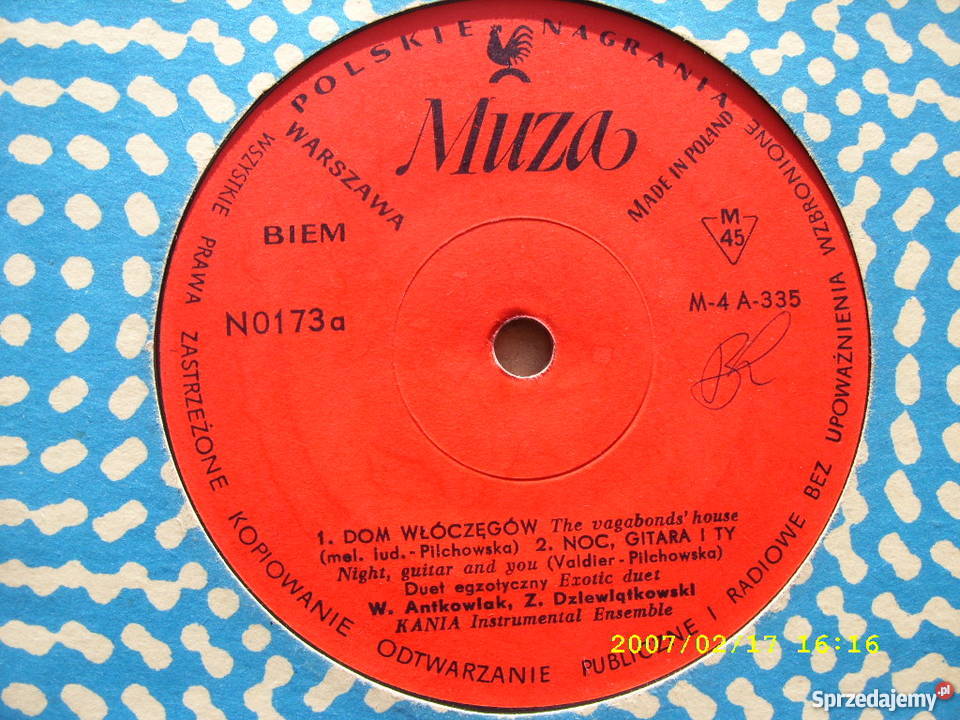 POLSKIE NAGRANIA
Muza
WARSZAWA
MADE IN POLAND
BIEM
M
45
N0173a
M-4 A-335
1. DOM WŁÓCZĘGÓW The vagabonds' house
(mel. lud. - Pilchowska) 2. NOC, GITARA I TY
Night, guitar and you (Valdier - Pilchowska)
Duet egzotyczny Exotic duet
W. Antkowiak, Z. Dziewiątkowski
KANIA Instrumental Ensemble
WSZYSTKIE PRAWA ZASTRZEŻONE KOPIOWANIE ODTWARZANIE PUBLICZNE I RADIOWE BEZ UPOWAŻNIENIA WZBRONIONE
2007/02/17 16:16
Sprzedajemy.pl